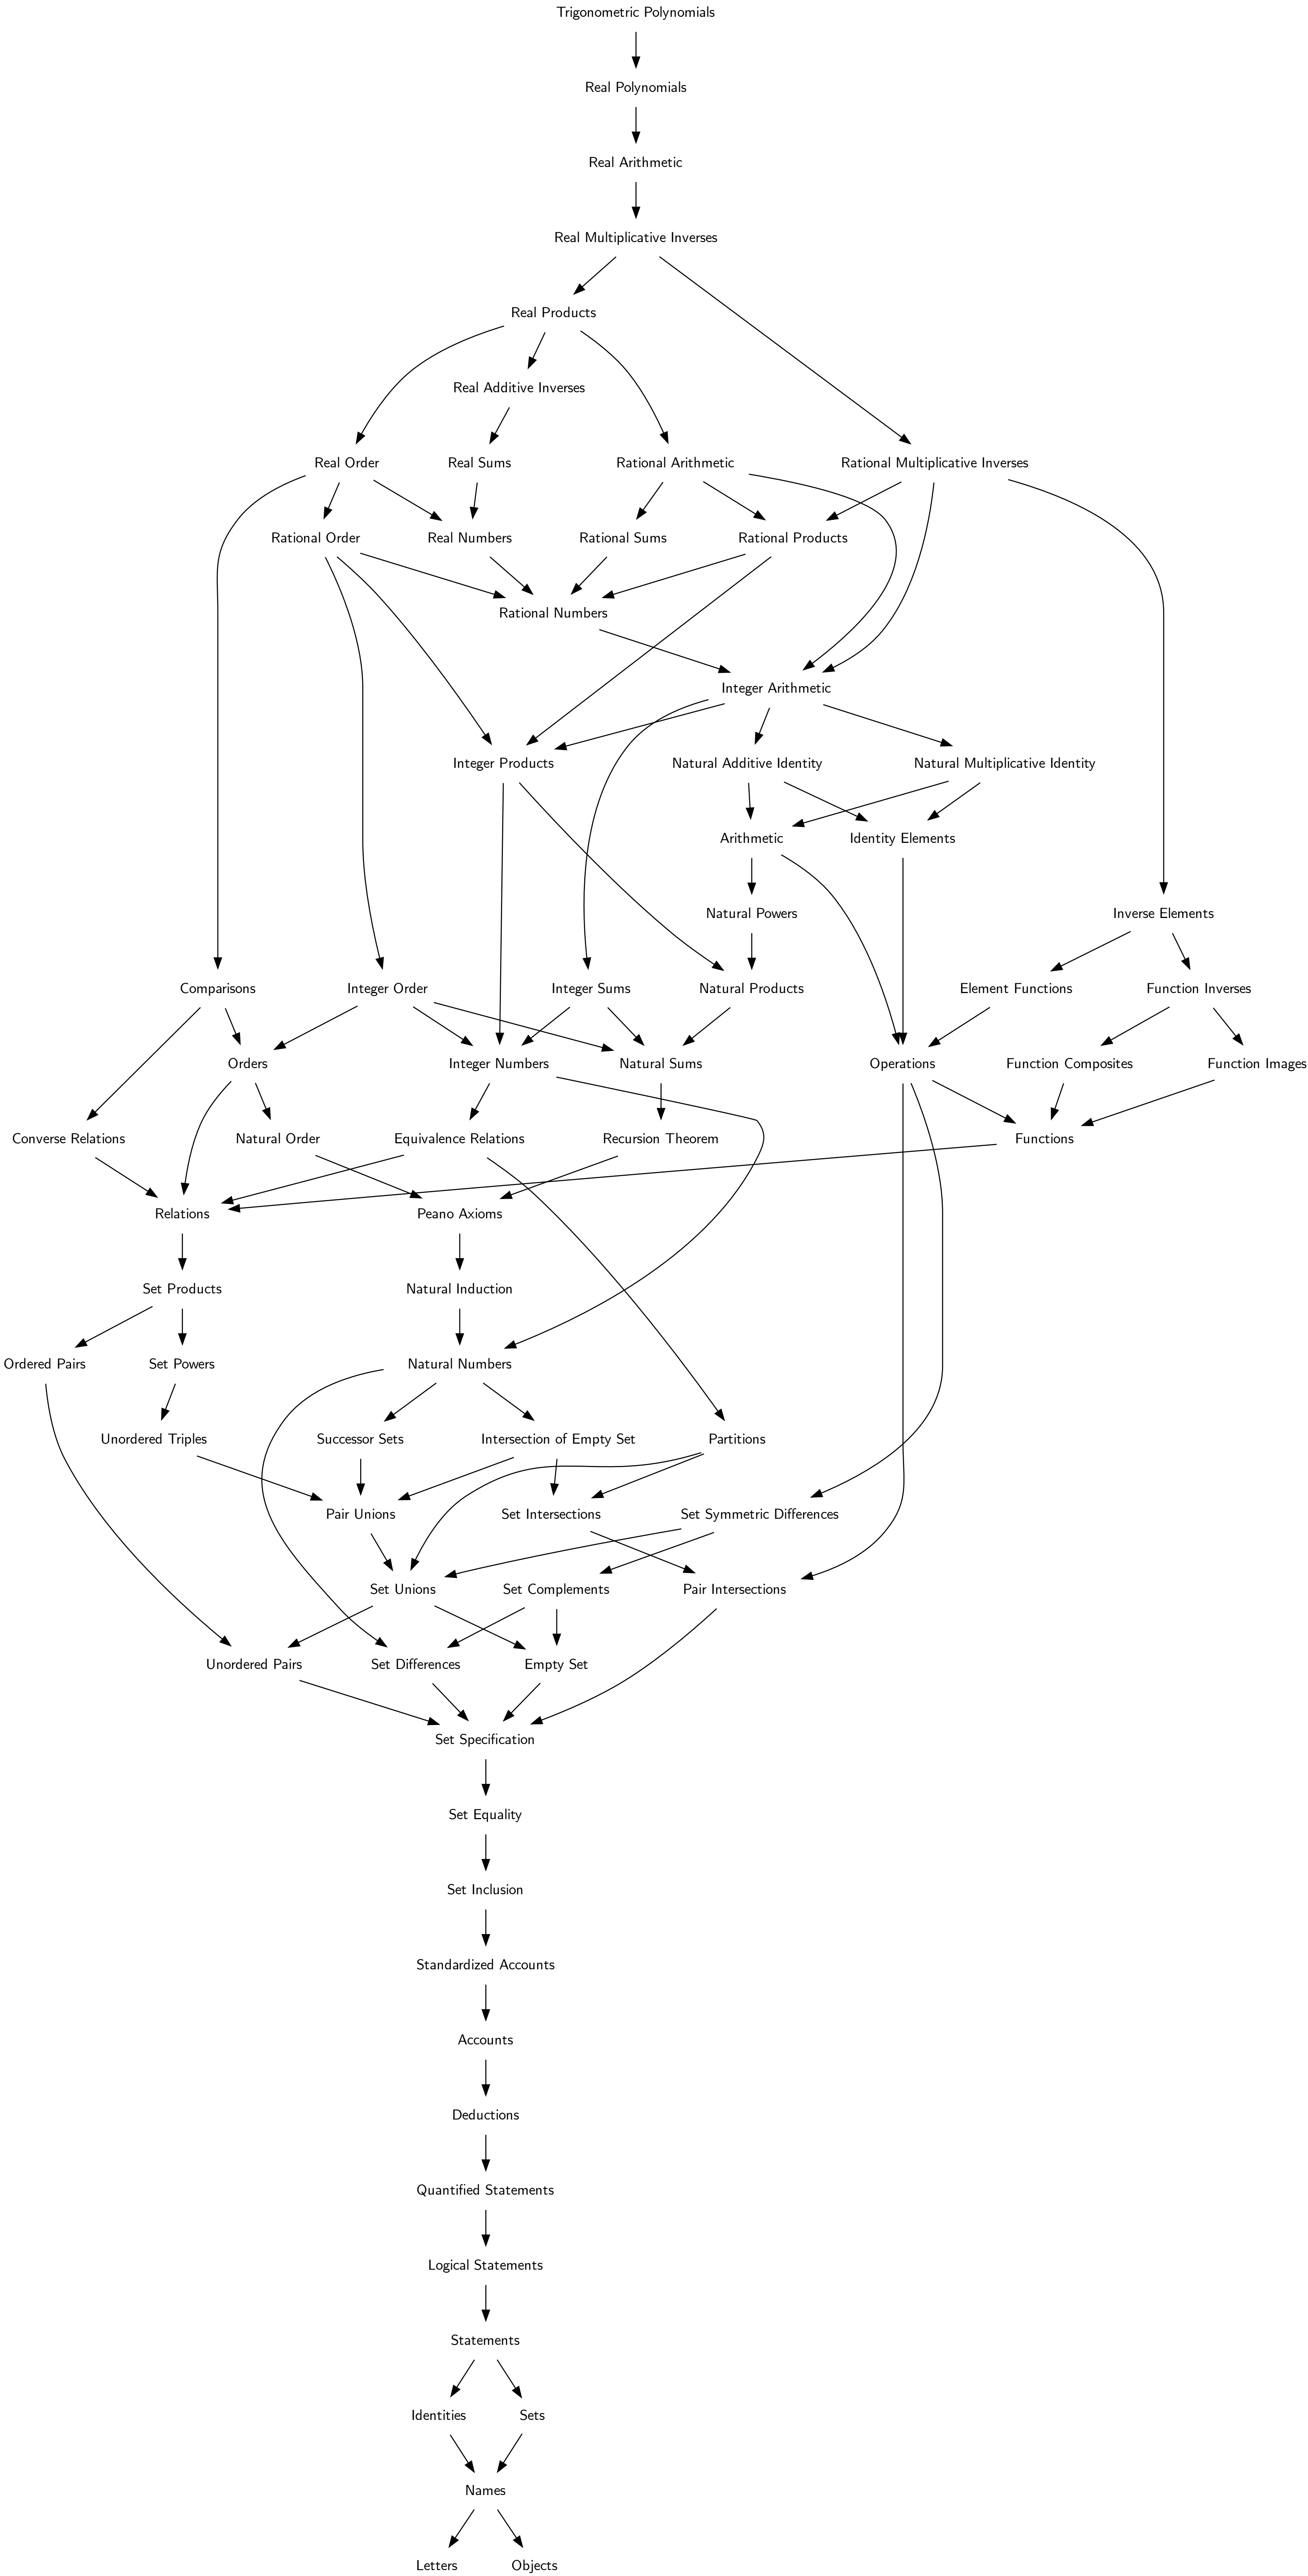 Trigonometric Polynomials
Real Polynomials
Real Arithmetic
Real Multiplicative Inverses
Real Products
Real Additive Inverses
Real Order
Real Sums
Rational Arithmetic
Rational Multiplicative Inverses
Rational Order
Real Numbers
Rational Sums
Rational Products
Rational Numbers
Integer Arithmetic
Integer Products
Natural Additive Identity
Natural Multiplicative Identity
Arithmetic
Identity Elements
Natural Powers
Inverse Elements
Comparisons
Integer Order
Integer Sums
Natural Products
Element Functions
Function Inverses
Orders
Integer Numbers
Natural Sums
Operations
Function Composites
Function Images
Converse Relations
Natural Order
Equivalence Relations
Recursion Theorem
Functions
Relations
Peano Axioms
Set Products
Natural Induction
Ordered Pairs
Set Powers
Natural Numbers
Unordered Triples
Successor Sets
Intersection of Empty Set
Partitions
Pair Unions
Set Intersections
Set Symmetric Differences
Set Unions
Set Complements
Pair Intersections
Unordered Pairs
Set Differences
Empty Set
Set Specification
Set Equality
Set Inclusion
Standardized Accounts
Accounts
Deductions
Quantified Statements
Logical Statements
Statements
Identities
Sets
Names
Letters
Objects